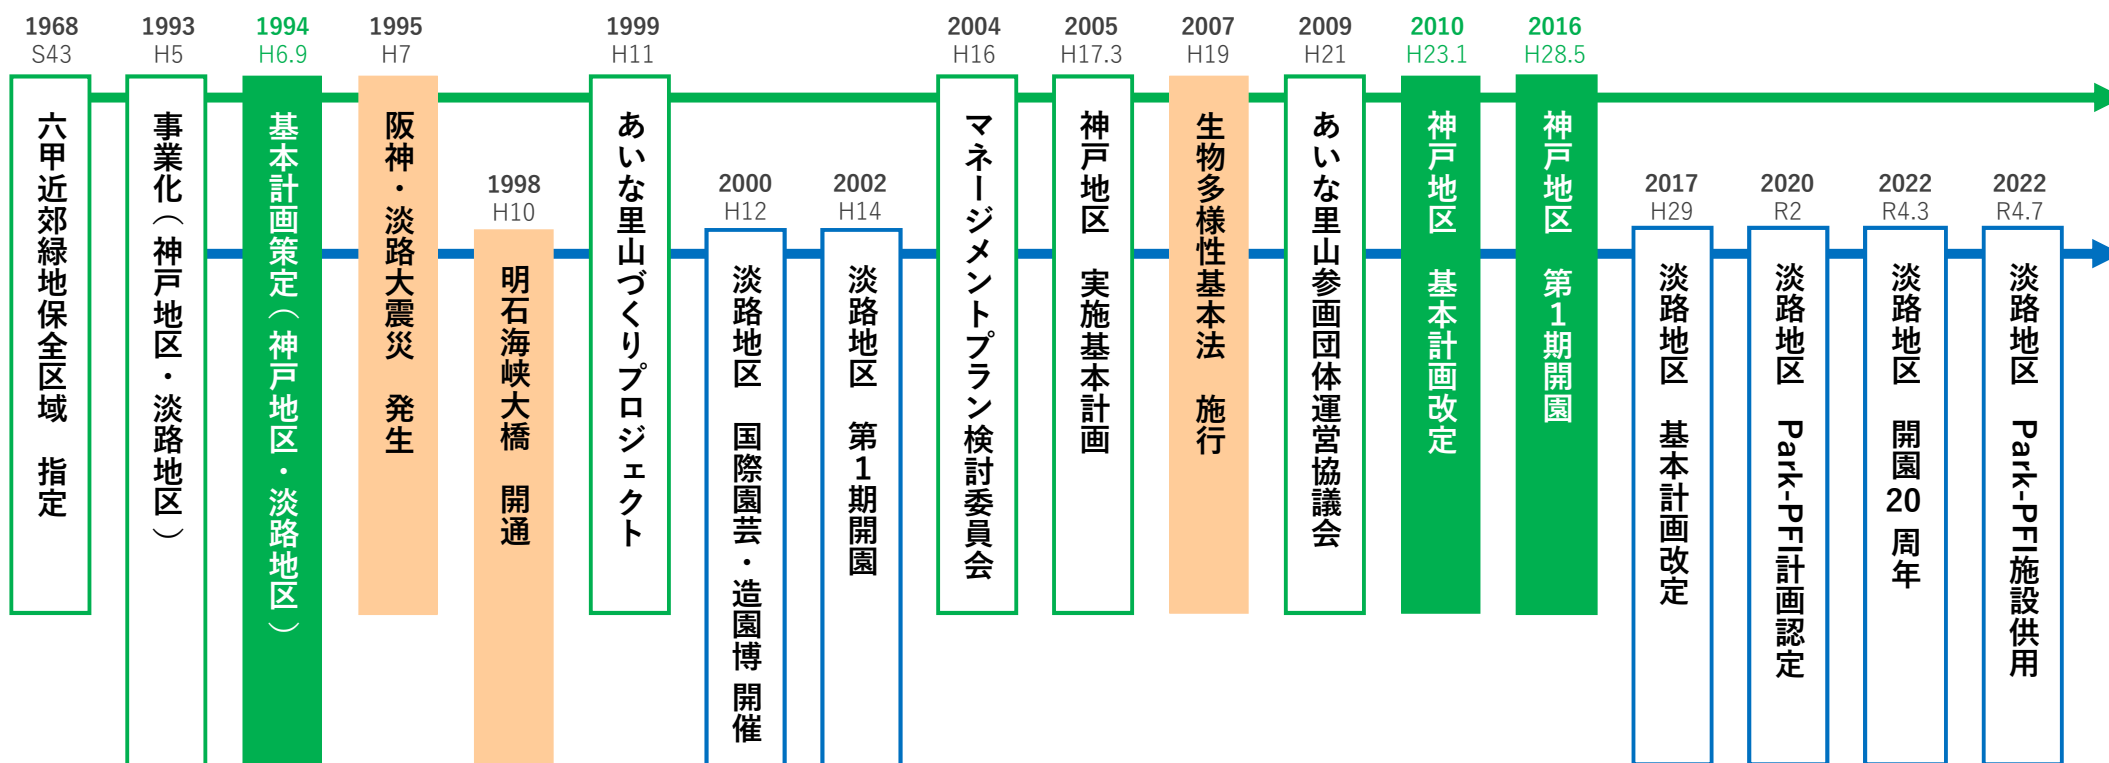 1968
S43
六甲近郊緑地保全区域　指定
1993
H5
事業化（神戸地区・淡路地区）
1994
H6.9
基本計画策定（神戸地区・淡路地区）
1995
H7
阪神・淡路大震災　発生
1998
H10
明石海峡大橋　開通
1999
H11
あいな里山づくりプロジェクト
2000
H12
淡路地区　国際園芸・造園博 開催
2002
H14
淡路地区　第1期開園
2004
H16
マネージメントプラン検討委員会
2005
H17.3
神戸地区　実施基本計画
2007
H19
生物多様性基本法　施行
2009
H21
あいな里山参画団体運営協議会
2010
H23.1
神戸地区　基本計画改定
2016
H28.5
神戸地区　第1期開園
2017
H29
淡路地区　基本計画改定
2020
R2
淡路地区　Park-PFI計画認定
2022
R4.3
淡路地区　開園20周年
2022
R4.7
淡路地区　Park-PFI施設供用